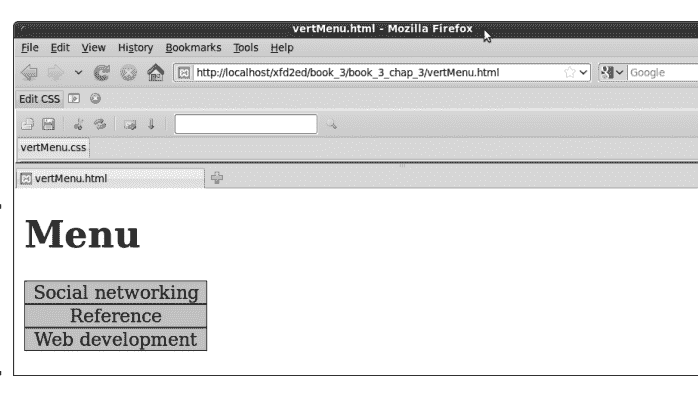 vertMenu.html - Mozilla Firefox
File Edit View History Bookmarks Tools Help
http://localhost/xfd2ed/book_3/book_3_chap_3/vertMenu.html Google
Edit CSS
vertMenu.css
vertMenu.html
Menu
Social networking
Reference
Web development